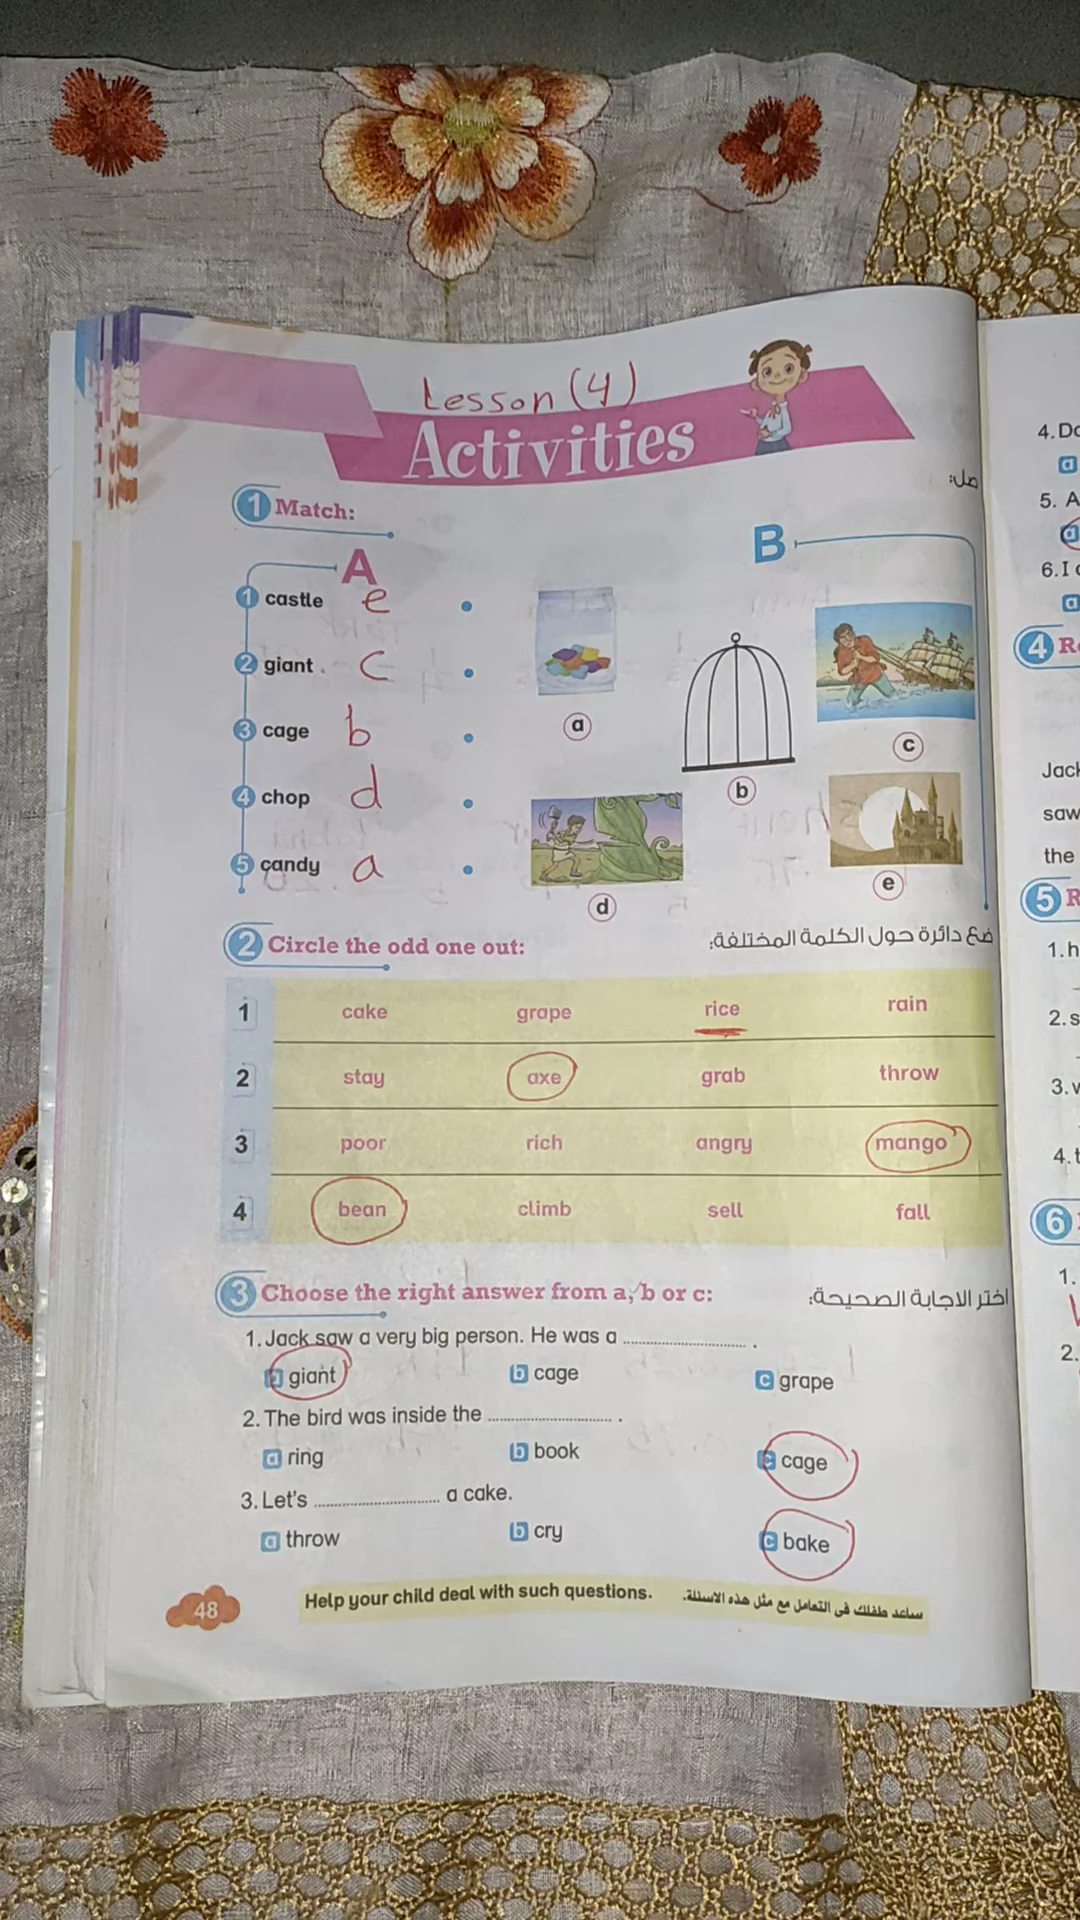 Lesson (4)
Activities
1 Match:
صل:
A
B
1 castle e
2 giant . c
3 cage b
4 chop d
5 candy a
a
b
c
d
e
2 Circle the odd one out:
ضع دائرة حول الكلمة المختلفة:
1 cake grape rice rain
2 stay axe grab throw
3 poor rich angry mango
4 bean climb sell fall
3 Choose the right answer from a, b or c:
اختر الاجابة الصحيحة:
1. Jack saw a very big person. He was a .................... .
a giant b cage c grape
2. The bird was inside the .................... .
a ring b book c cage
3. Let's .................... a cake.
a throw b cry c bake
48
Help your child deal with such questions.
ساعد طفلك فى التعامل مع مثل هذه الاسئلة.
4. Do
a
5. A
a
6. I
a
4 R
Jack
saw
the
5 R
1. h
2. s
3.
4. t
6
1.
2.